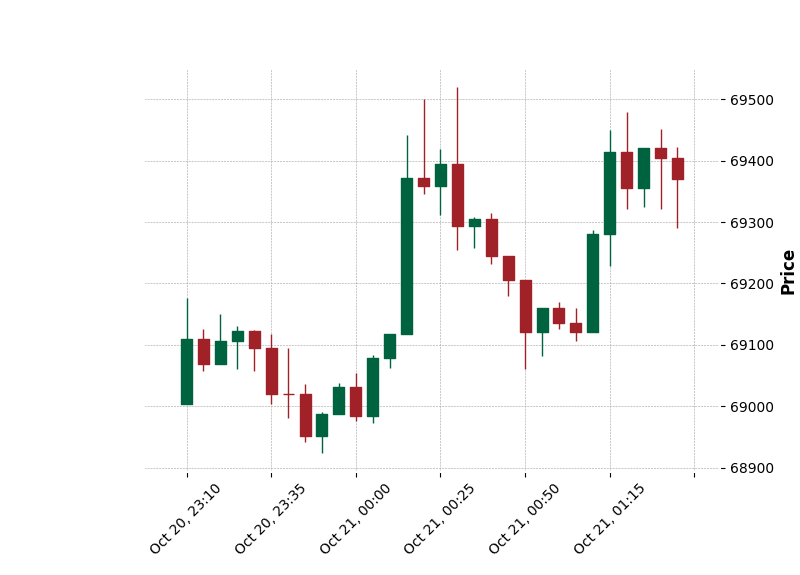 69500
69400
69300
69200
69100
69000
68900
Price
Oct 20, 23:10
Oct 20, 23:35
Oct 21, 00:00
Oct 21, 00:25
Oct 21, 00:50
Oct 21, 01:15